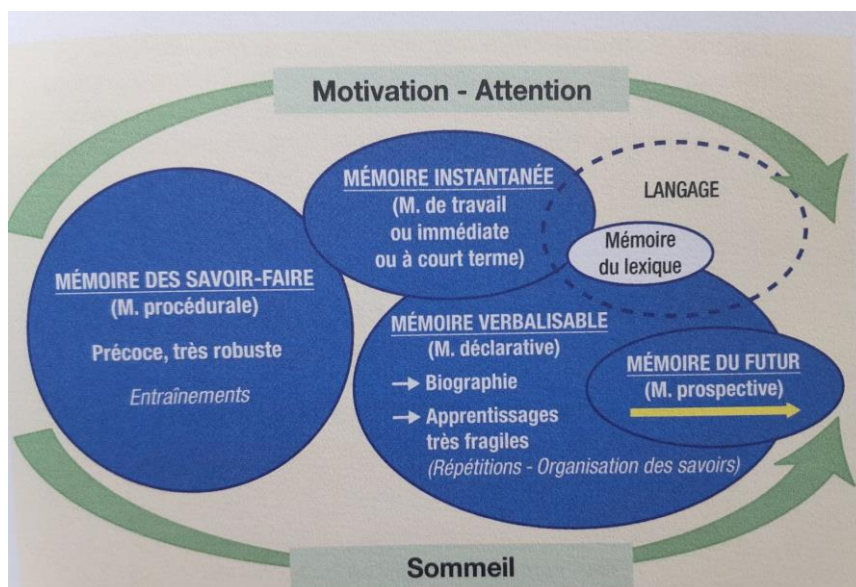 Motivation - Attention
MÉMOIRE INSTANTANÉE
(M. de travail
ou immédiate
ou à court terme)
LANGAGE
Mémoire
du lexique
MÉMOIRE DES SAVOIR-FAIRE
(M. procédurale)
Précoce, très robuste
Entraînements
MÉMOIRE VERBALISABLE
(M. déclarative)
→ Biographie
→ Apprentissages
très fragiles
(Répétitions - Organisation des savoirs)
MÉMOIRE DU FUTUR
(M. prospective)
Sommeil